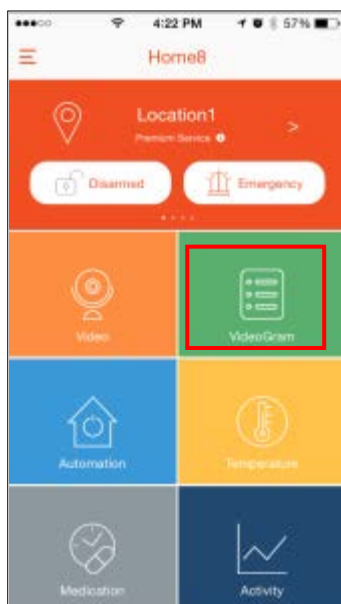 4:22 PM 57%
Home8
Location1
Premium Service
>
Disarmed Emergency
Video VideoGram
Automation Temperature
Medication Activity